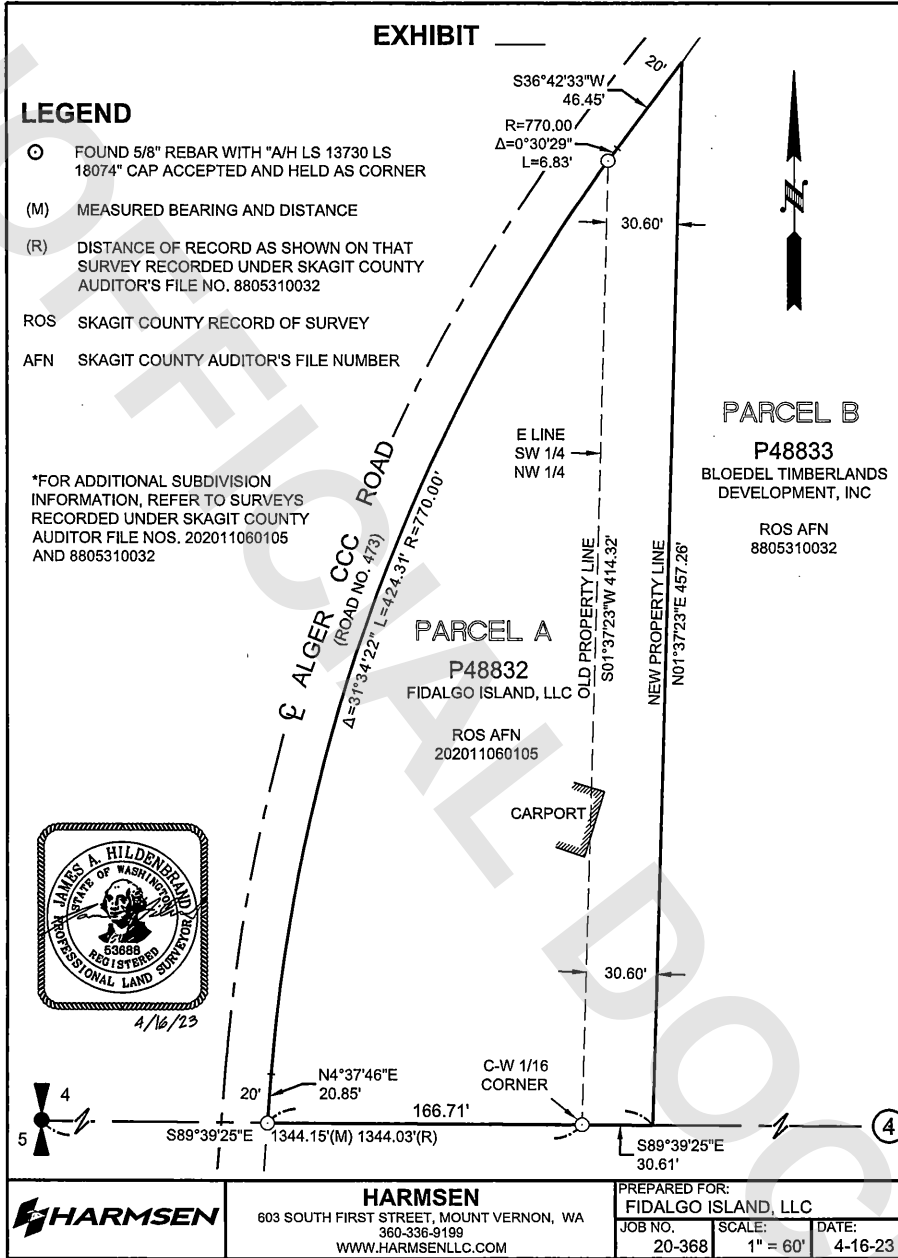 EXHIBIT ____
LEGEND
FOUND 5/8" REBAR WITH "A/H LS 13730 LS
18074" CAP ACCEPTED AND HELD AS CORNER
(M) MEASURED BEARING AND DISTANCE
(R) DISTANCE OF RECORD AS SHOWN ON THAT
SURVEY RECORDED UNDER SKAGIT COUNTY
AUDITOR'S FILE NO. 8805310032
ROS SKAGIT COUNTY RECORD OF SURVEY
AFN SKAGIT COUNTY AUDITOR'S FILE NUMBER
*FOR ADDITIONAL SUBDIVISION
INFORMATION, REFER TO SURVEYS
RECORDED UNDER SKAGIT COUNTY
AUDITOR FILE NOS. 202011060105
AND 8805310032
20'
S36°42'33"W
46.45'
R=770.00
Δ=0°30'29"
L=6.83'
30.60'
N
E LINE
SW 1/4
NW 1/4
PARCEL B
P48833
BLOEDEL TIMBERLANDS
DEVELOPMENT, INC
ROS AFN
8805310032
℄ ALGER CCC ROAD
(ROAD NO. 473)
Δ=31°34'22" L=424.31' R=770.00'
PARCEL A
P48832
FIDALGO ISLAND, LLC
ROS AFN
202011060105
OLD PROPERTY LINE
S01°37'23"W 414.32'
NEW PROPERTY LINE
N01°37'23"E 457.26'
CARPORT
JAMES A. HILDENBRAND
STATE OF WASHINGTON
53688
REGISTERED
PROFESSIONAL LAND SURVEYOR
4/16/23
30.60'
C-W 1/16
CORNER
N4°37'46"E
20.85'
20'
166.71'
4
5
S89°39'25"E 1344.15'(M) 1344.03'(R)
S89°39'25"E
30.61'
4
HARMSEN
HARMSEN
603 SOUTH FIRST STREET, MOUNT VERNON, WA
360-336-9199
WWW.HARMSENLLC.COM
PREPARED FOR:
FIDALGO ISLAND, LLC
JOB NO.
20-368
SCALE:
1" = 60'
DATE:
4-16-23